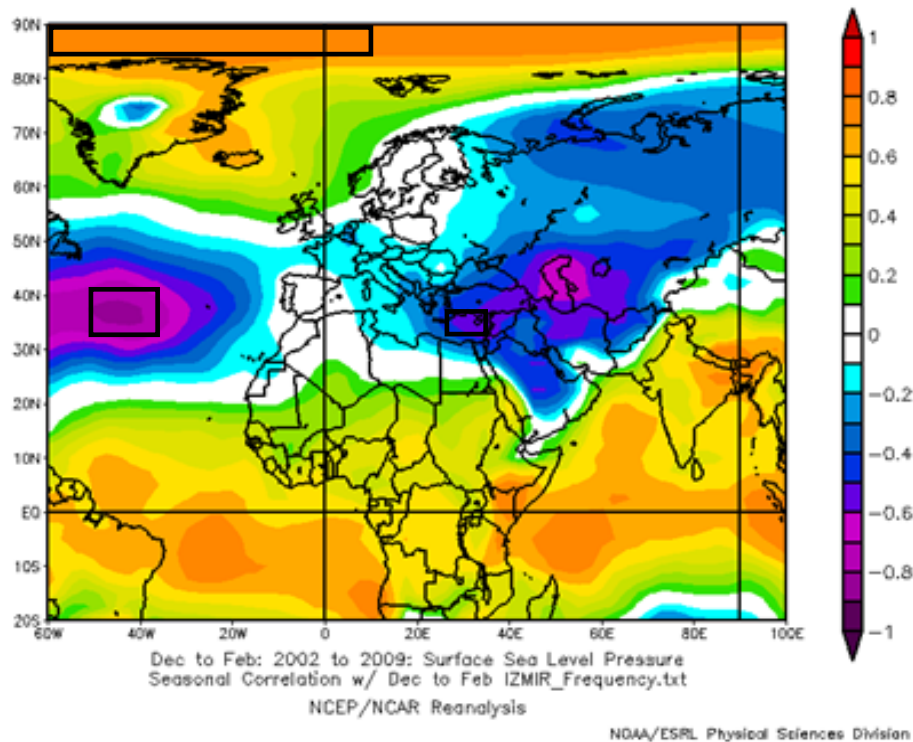 90N
80N
70N
60N
50N
40N
30N
20N
10N
EQ
10S
20S
60W 40W 20W 0 20E 40E 60E 80E 100E
1
0.8
0.6
0.4
0.2
0
-0.2
-0.4
-0.6
-0.8
-1
Dec to Feb: 2002 to 2009: Surface Sea Level Pressure
Seasonal Correlation w/ Dec to Feb IZMIR_Frequency.txt
NCEP/NCAR Reanalysis
NOAA/ESRL Physical Sciences Division